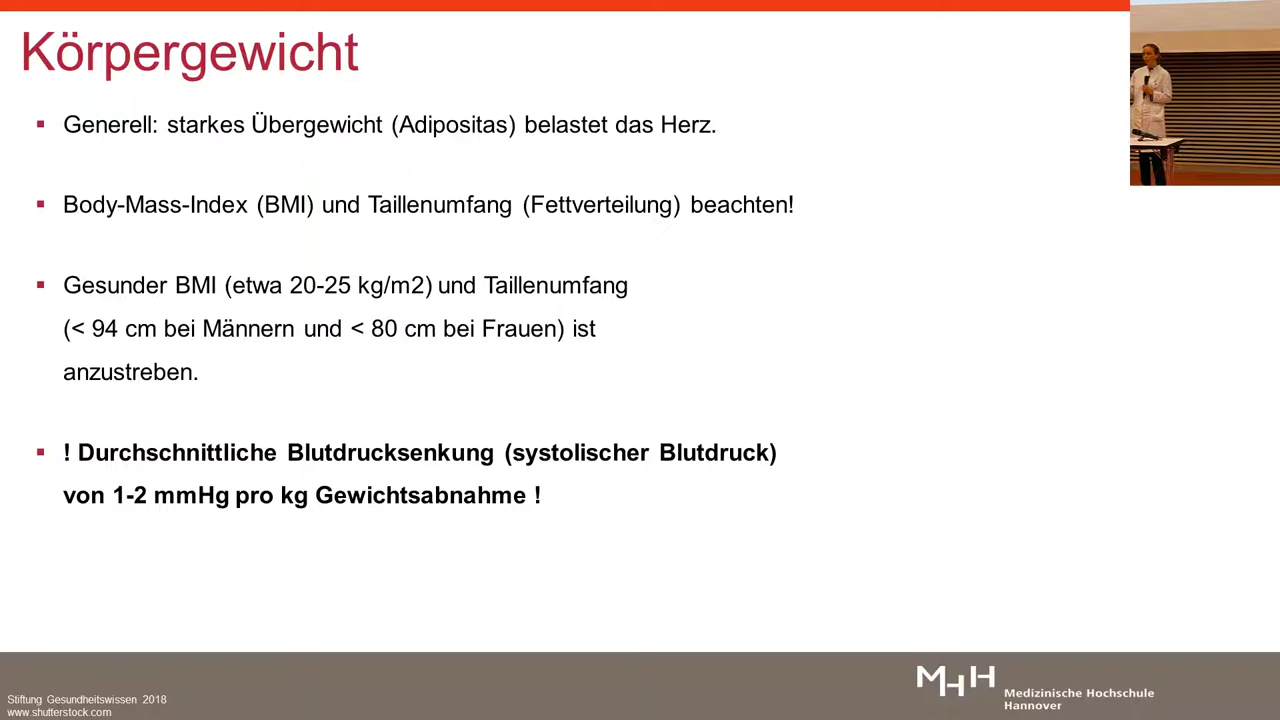 Körpergewicht
Generell: starkes Übergewicht (Adipositas) belastet das Herz.
Body-Mass-Index (BMI) und Taillenumfang (Fettverteilung) beachten!
Gesunder BMI (etwa 20-25 kg/m2) und Taillenumfang
(< 94 cm bei Männern und < 80 cm bei Frauen) ist
anzustreben.
! Durchschnittliche Blutdrucksenkung (systolischer Blutdruck)
von 1-2 mmHg pro kg Gewichtsabnahme !
Stiftung Gesundheitswissen 2018
www.shutterstock.com
MHH
Medizinische Hochschule
Hannover